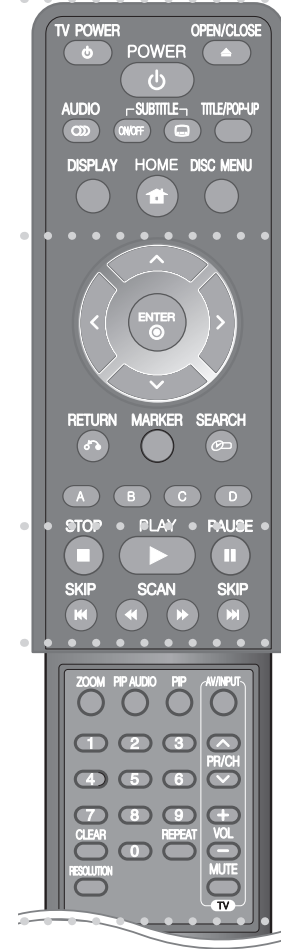 TV POWER OPEN/CLOSE
POWER
AUDIO SUBTITLE TITLE/POP-UP
ON/OFF
DISPLAY HOME DISC MENU
ENTER
RETURN MARKER SEARCH
A B C D
STOP PLAY PAUSE
SKIP SCAN SKIP
ZOOM PIP AUDIO PIP AV/INPUT
1 2 3
PR/CH
4 5 6
7 8 9 +
CLEAR REPEAT VOL
0 −
RESOLUTION MUTE
TV